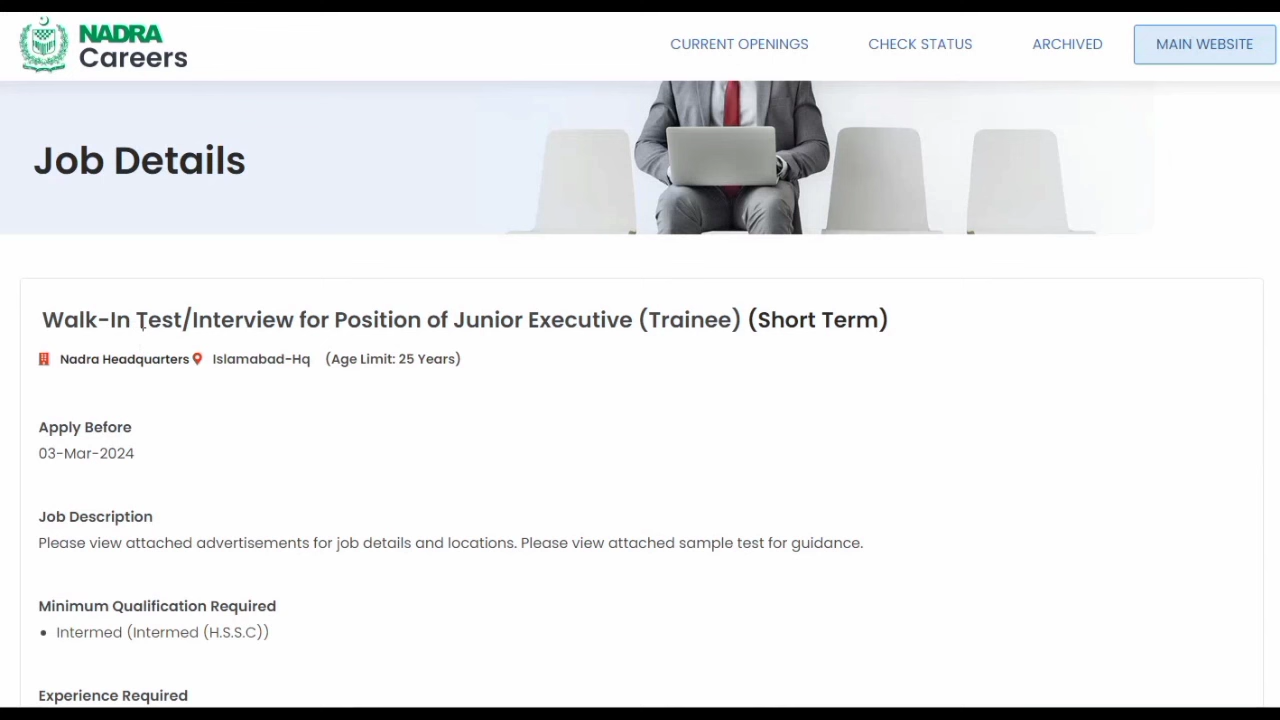 NADRA
Careers
CURRENT OPENINGS
CHECK STATUS
ARCHIVED
MAIN WEBSITE
Job Details
Walk-In Test/Interview for Position of Junior Executive (Trainee) (Short Term)
Nadra Headquarters Islamabad-Hq (Age Limit: 25 Years)
Apply Before
03-Mar-2024
Job Description
Please view attached advertisements for job details and locations. Please view attached sample test for guidance.
Minimum Qualification Required
• Intermed (Intermed (H.S.S.C))
Experience Required